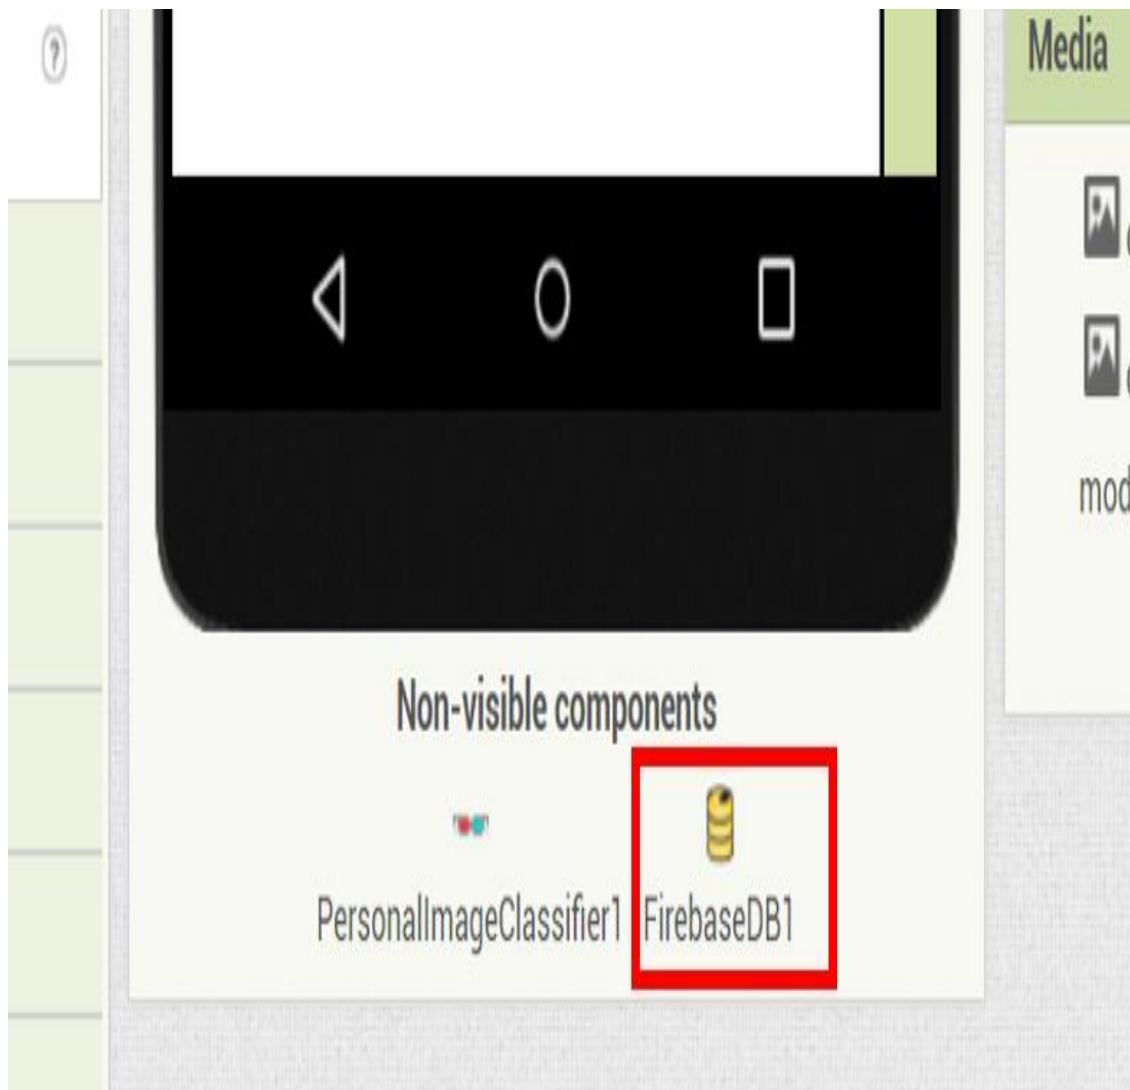 ?
Media
mod
Non-visible components
PersonalImageClassifier1 FirebaseDB1